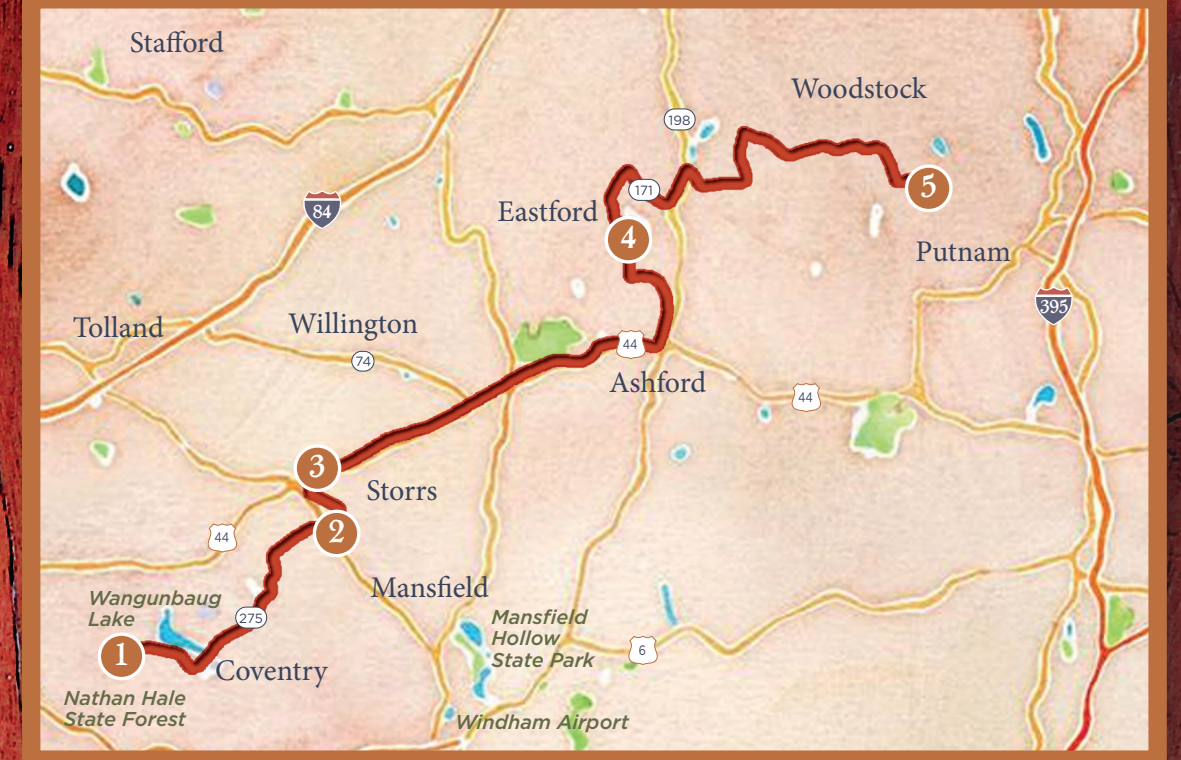 Stafford
Woodstock
198
171
5
84
Eastford
4
Putnam
395
Tolland
Willington
74
44
Ashford
44
3
Storrs
2
44
Mansfield
Wangunbaug
Lake
275
Mansfield
Hollow
State Park
6
1
Coventry
Nathan Hale
State Forest
Windham Airport